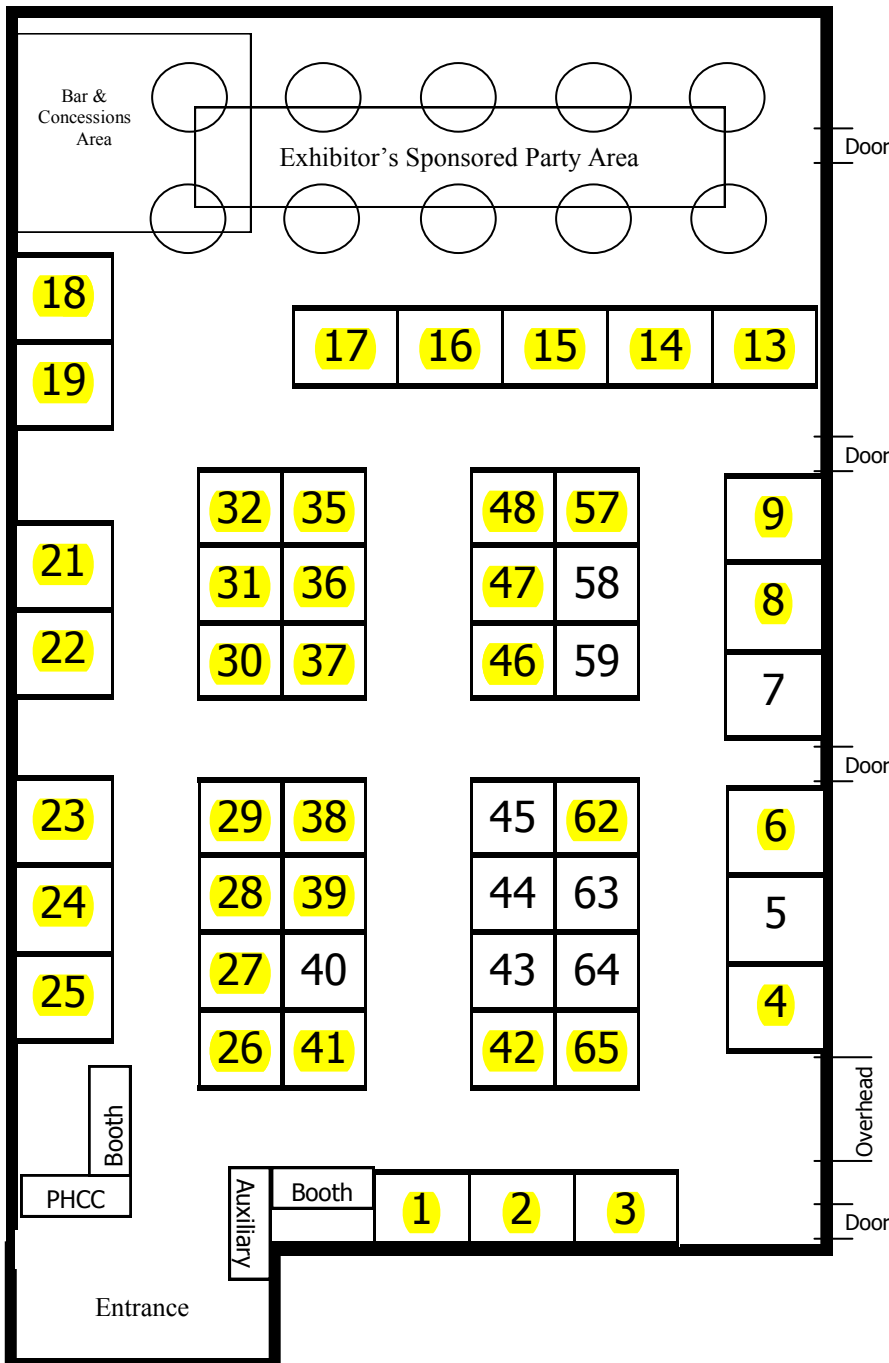 Bar &
Concessions
Area
Exhibitor's Sponsored Party Area
Door
18
17 16 15 14 13
19
Door
32 35 48 57 9
21 31 36 47 58 8
22 30 37 46 59 7
Door
23 29 38 45 62 6
24 28 39 44 63 5
25 27 40 43 64 4
26 41 42 65
Overhead
Booth
PHCC
Auxiliary
Booth
1 2 3
Door
Entrance